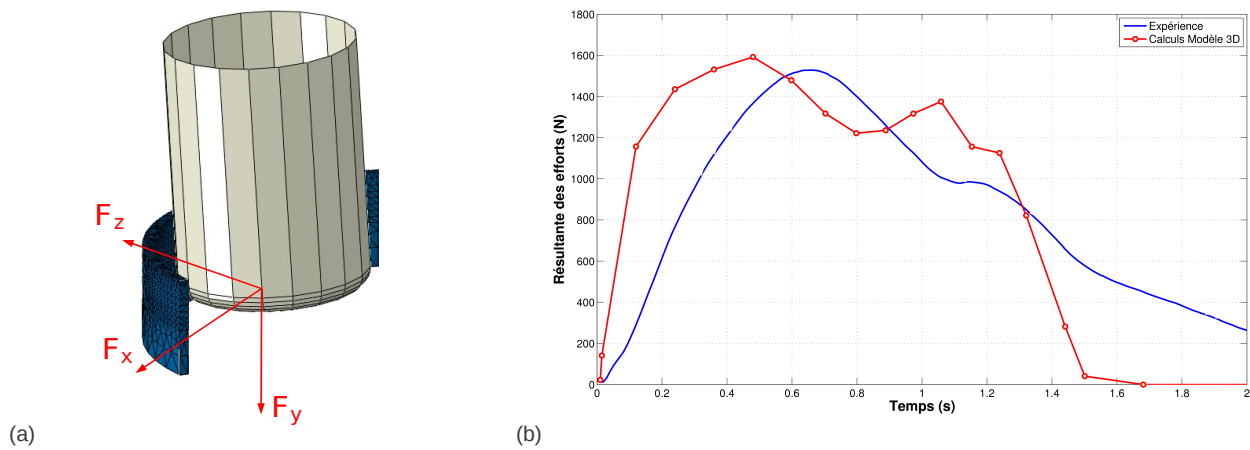 F_z
F_x
F_y
(a)
Résultante des efforts (N)
1800
1600
1400
1200
1000
800
600
400
200
0
0 0.2 0.4 0.6 0.8 1 1.2 1.4 1.6 1.8 2
Temps (s)
Expérience
Calculs Modèle 3D
(b)